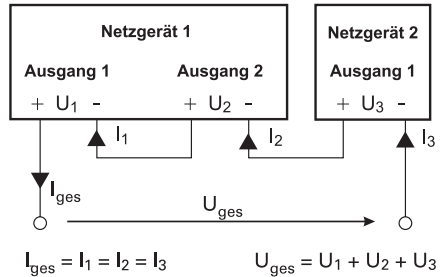 Netzgerät 1
Netzgerät 2
Ausgang 1
Ausgang 2
Ausgang 1
+ U1 -
+ U2 -
+ U3 -
I1
I2
I3
Iges
Uges
Iges = I1 = I2 = I3
Uges = U1 + U2 + U3